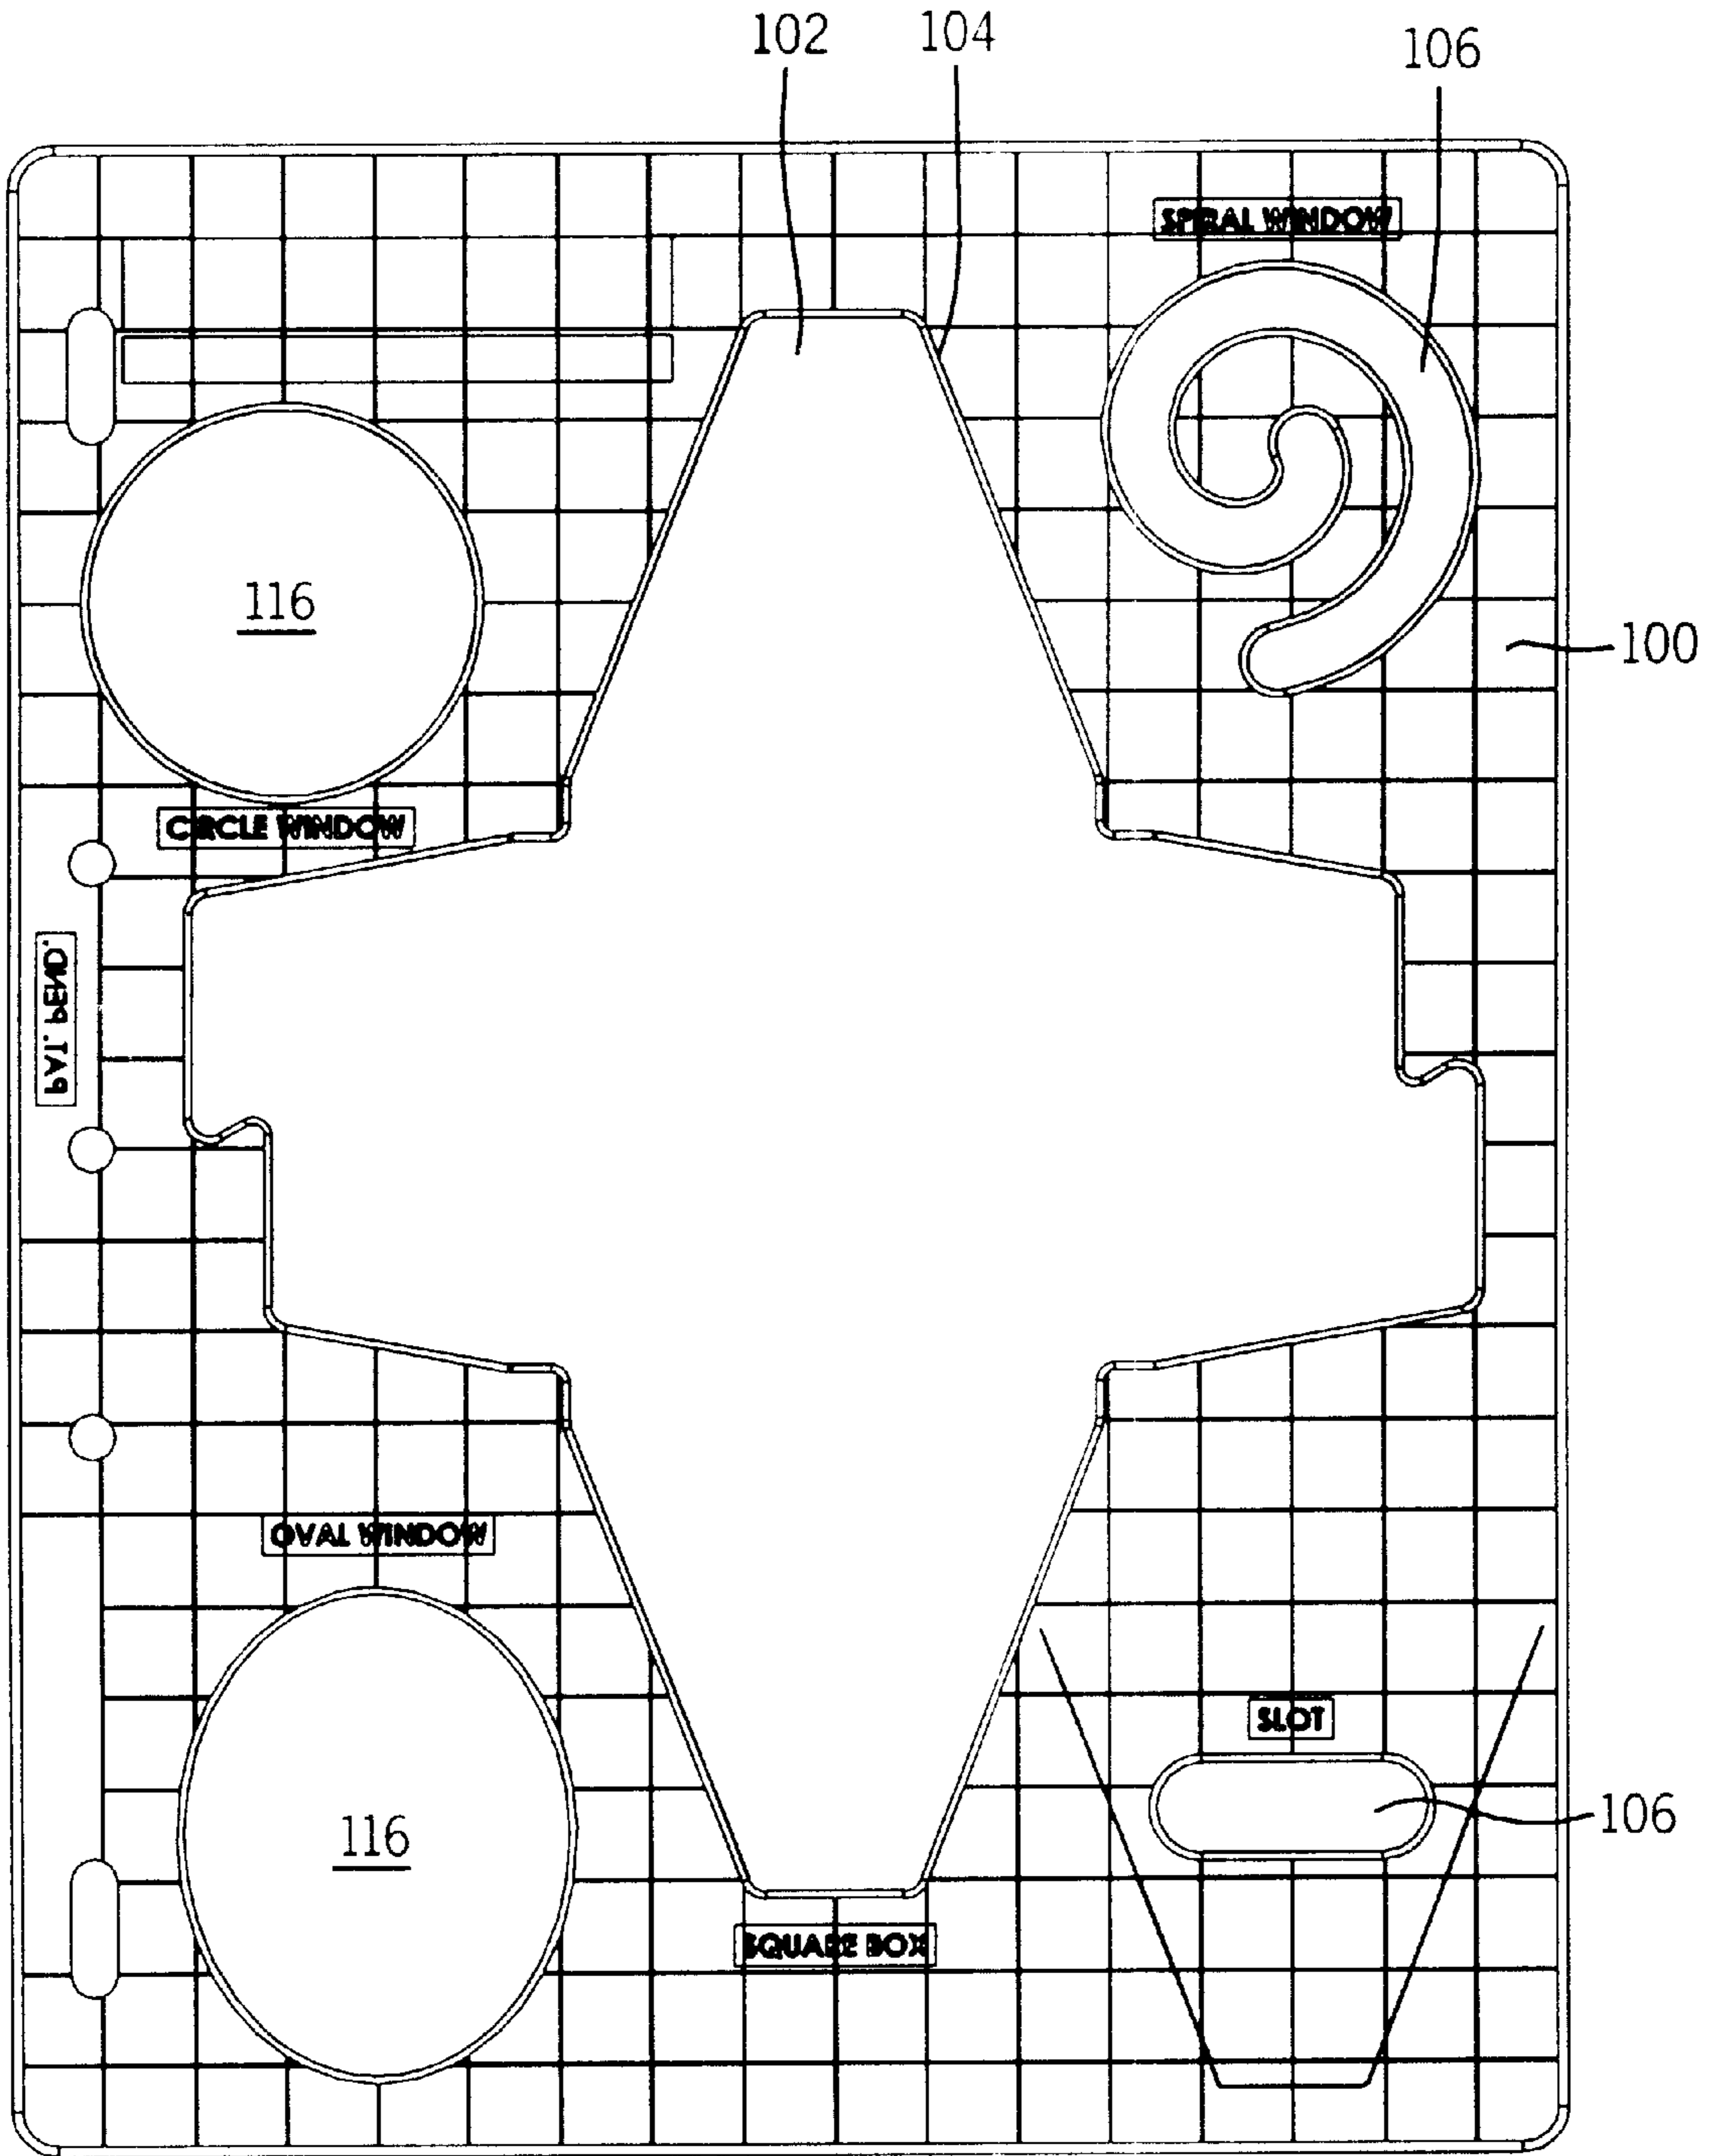 102
104
106
SPIRAL WINDOW
116
100
CIRCLE WINDOW
PAT. PEND.
OVAL WINDOW
SLOT
106
116
SQUARE BOX